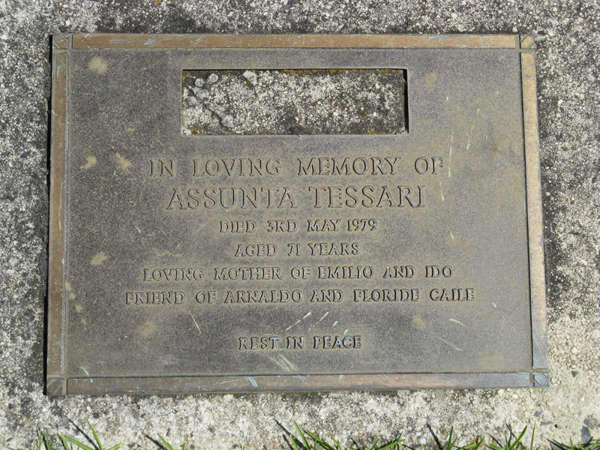 IN LOVING MEMORY OF
ASSUNTA TESSARI
DIED 3RD MAY 1979
AGED 71 YEARS
LOVING MOTHER OF EMILIO AND IDO
FRIEND OF ARNALDO AND FLORIDE CAILE
REST IN PEACE